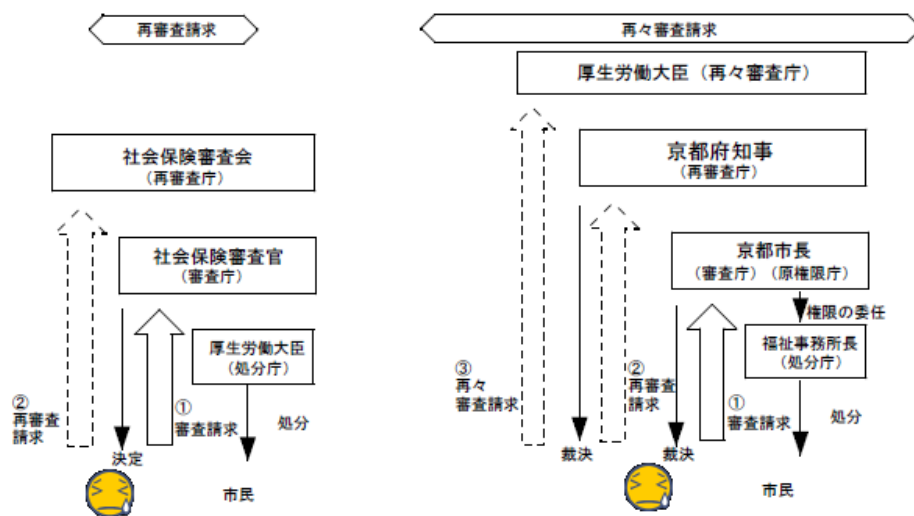 再審査請求
社会保険審査会
(再審査庁)
社会保険審査官
(審査庁)
厚生労働大臣
(処分庁)
②
再審査
請求
①
審査請求
処分
決定
市民
再々審査請求
厚生労働大臣(再々審査庁)
京都府知事
(再審査庁)
京都市長
(審査庁)(原権限庁)
権限の委任
福祉事務所長
(処分庁)
③
再々
審査請求
②
再審査
請求
①
審査請求
処分
裁決
裁決
市民